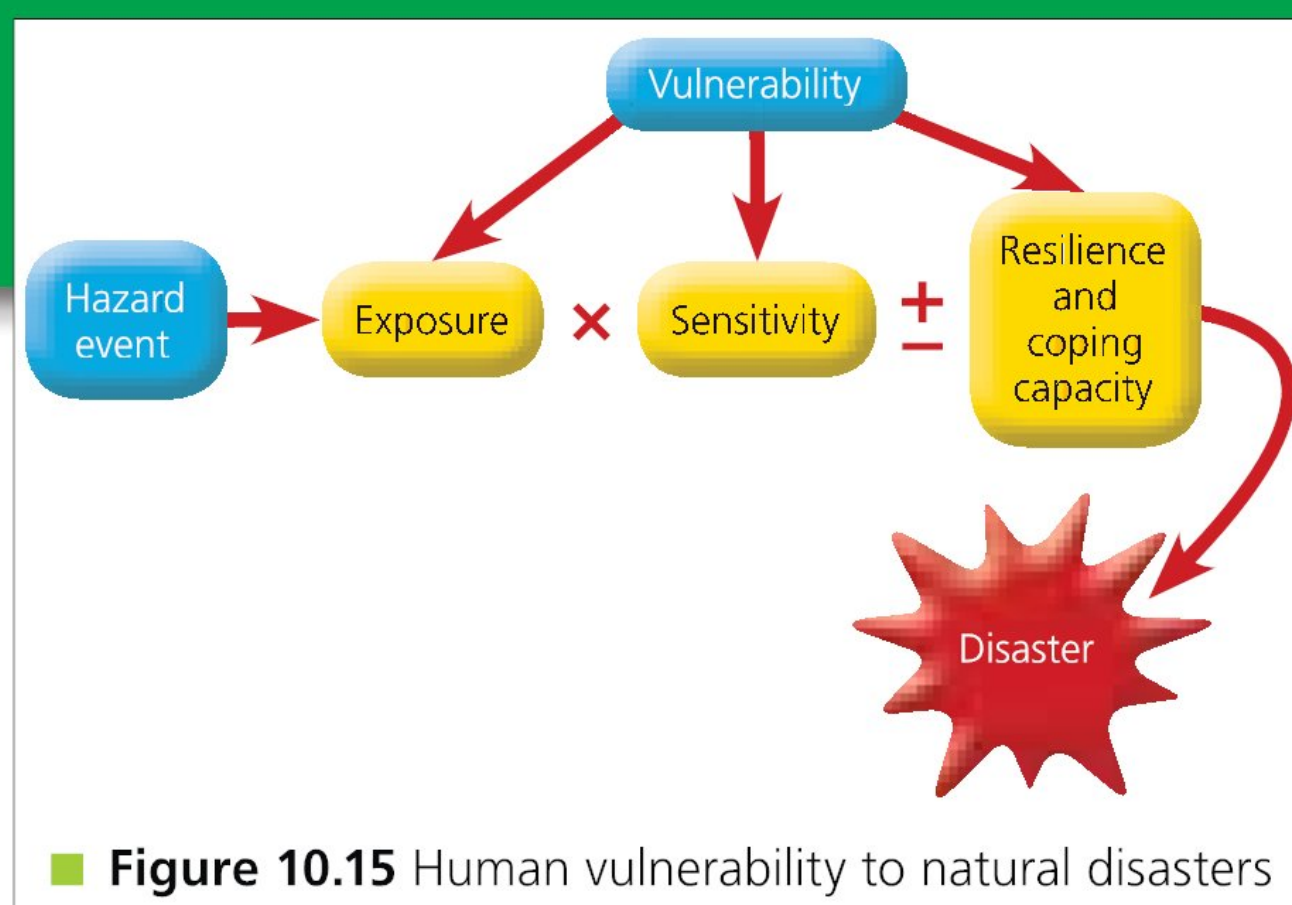 Vulnerability
Hazard
event
Exposure
×
Sensitivity
+
−
Resilience
and
coping
capacity
Disaster
Figure 10.15 Human vulnerability to natural disasters